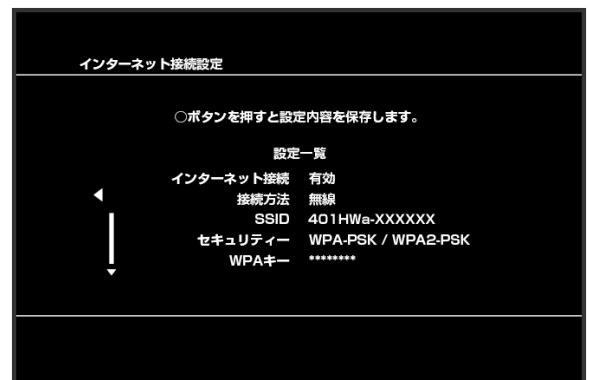 インターネット接続設定
○ボタンを押すと設定内容を保存します。
設定一覧
インターネット接続 有効
接続方法 無線
SSID 401HWa-XXXXXX
セキュリティー WPA-PSK / WPA2-PSK
WPAキー ********